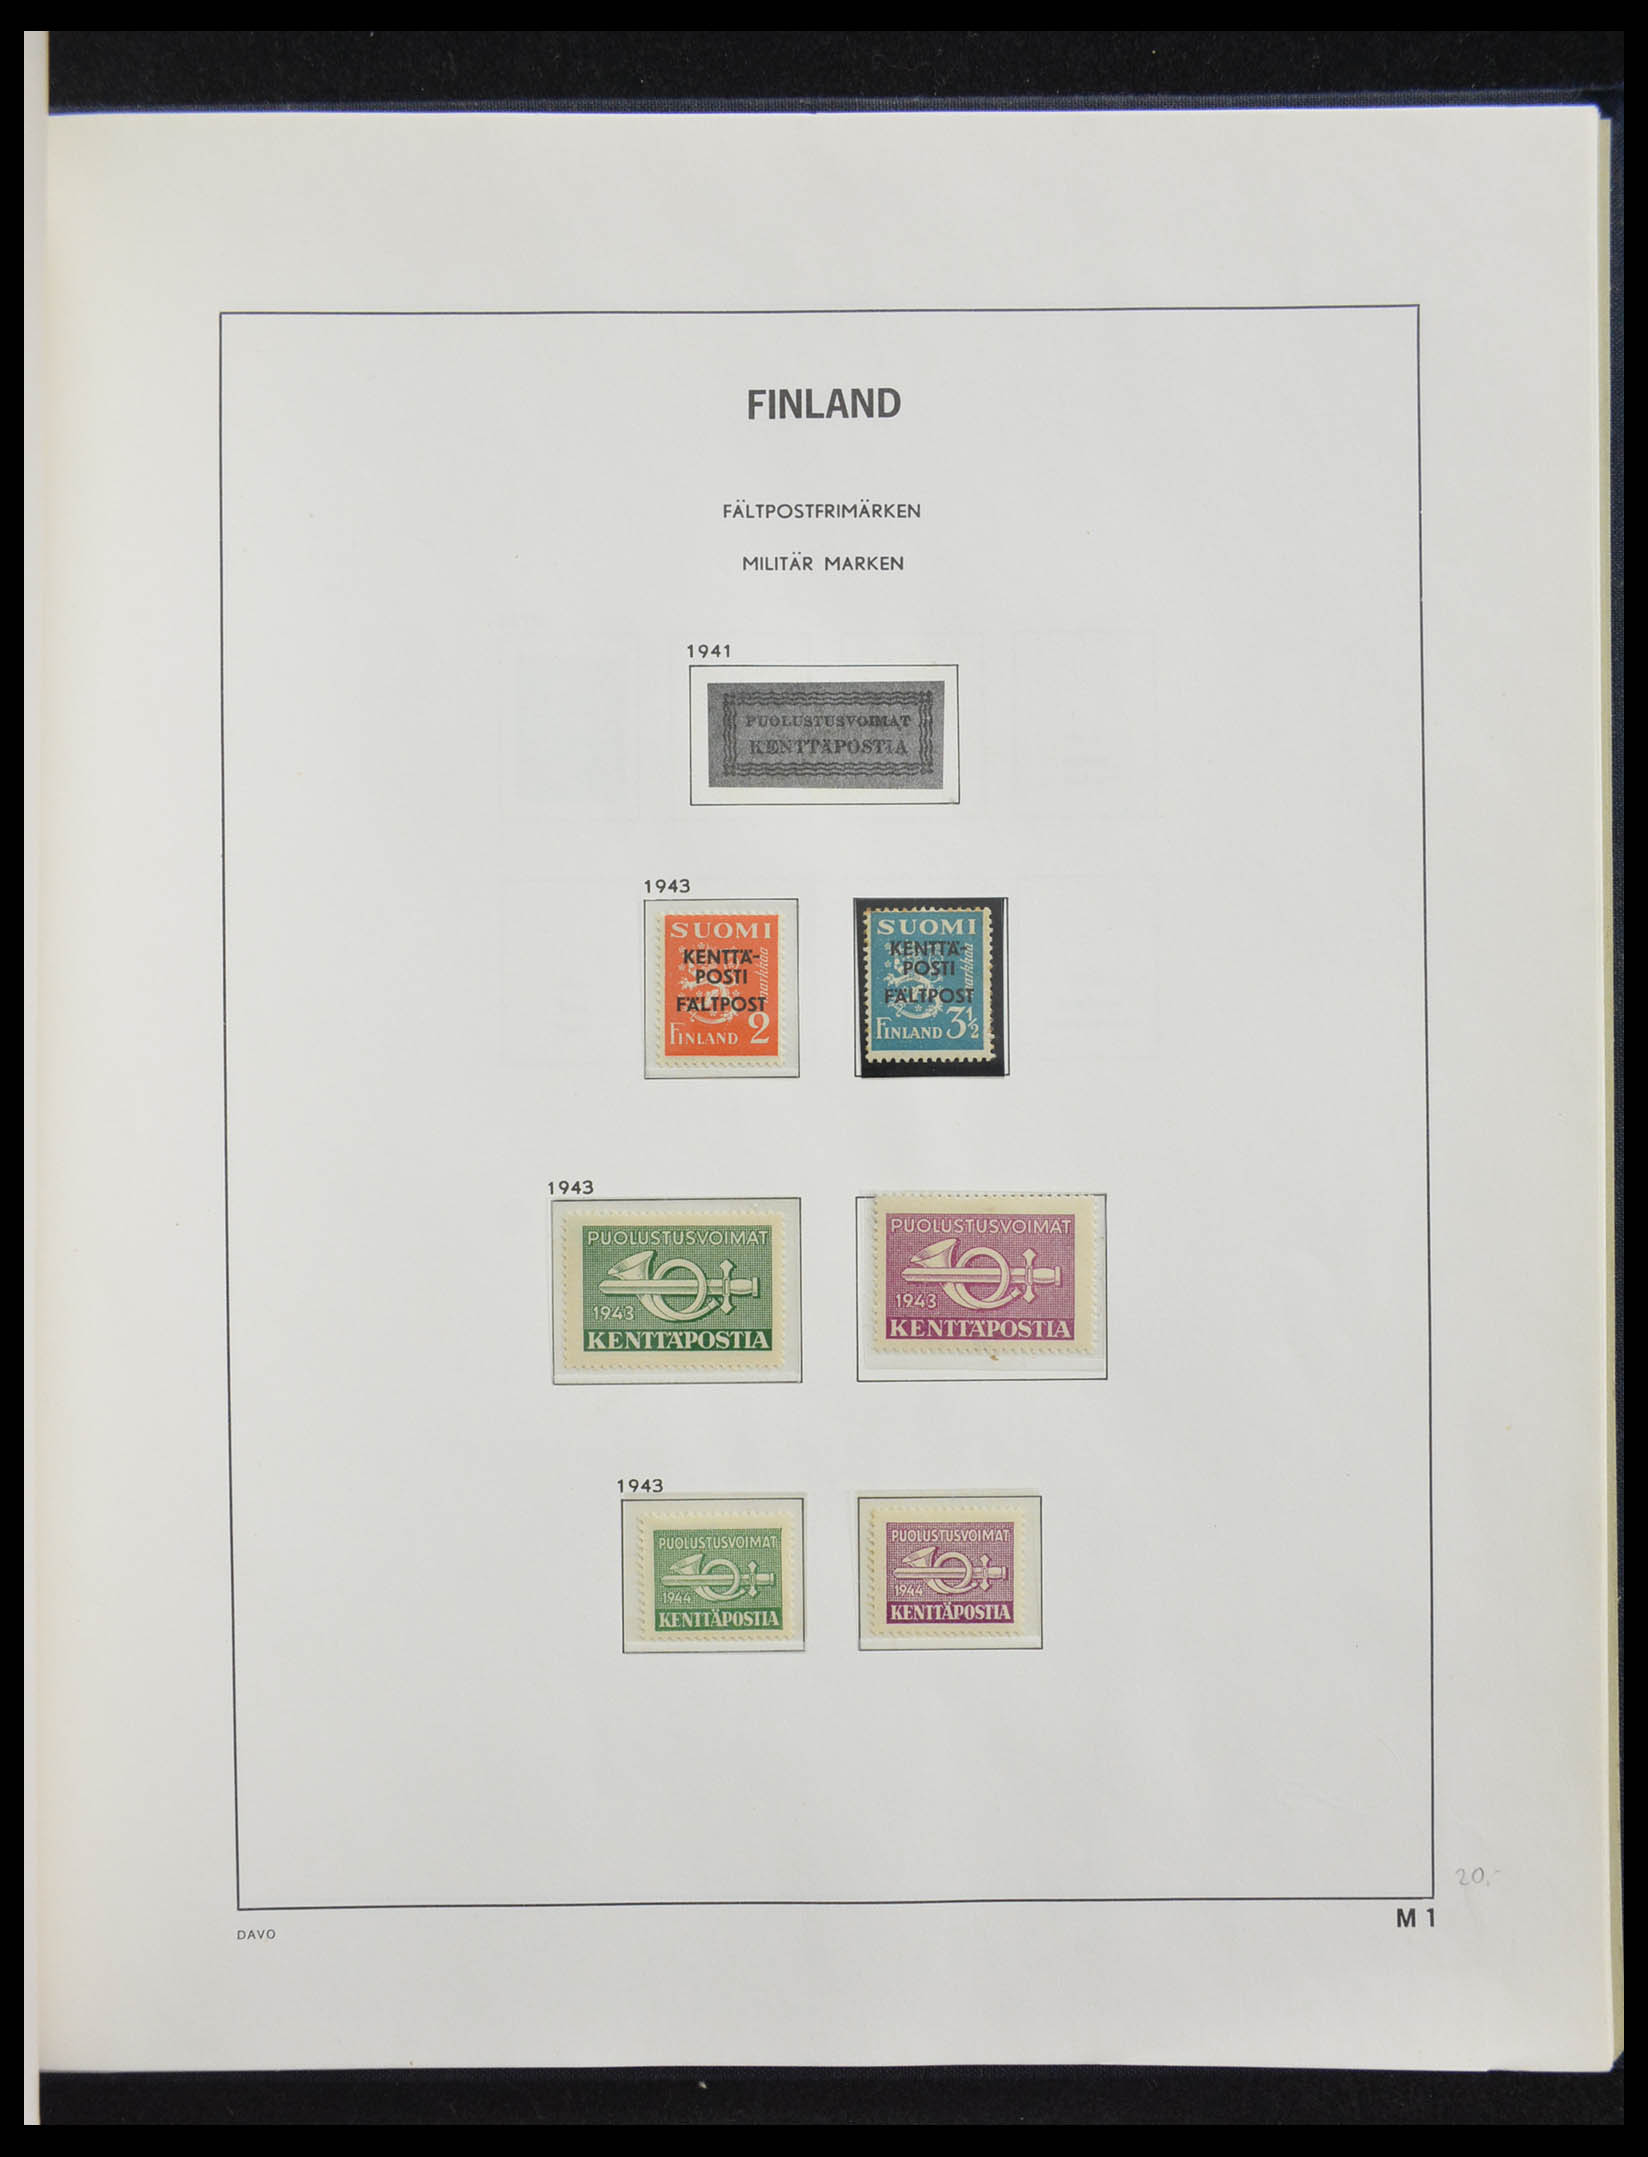 FINLAND
FÄLTPOSTFRIMÄRKEN
MILITÄR MARKEN
1941
PUOLUSTUSVOIMAT
KENTTÄPOSTIA
1943
SUOMI
KENTTÄ-
POSTI
FÄLTPOST
markkaa
FINLAND 2
SUOMI
KENTTÄ-
POSTI
FÄLTPOST
markkaa
FINLAND 3½
1943
PUOLUSTUSVOIMAT
1943
KENTTÄPOSTIA
PUOLUSTUSVOIMAT
1943
KENTTÄPOSTIA
1943
PUOLUSTUSVOIMAT
1944
KENTTÄPOSTIA
PUOLUSTUSVOIMAT
1944
KENTTÄPOSTIA
20,-
M 1
DAVO